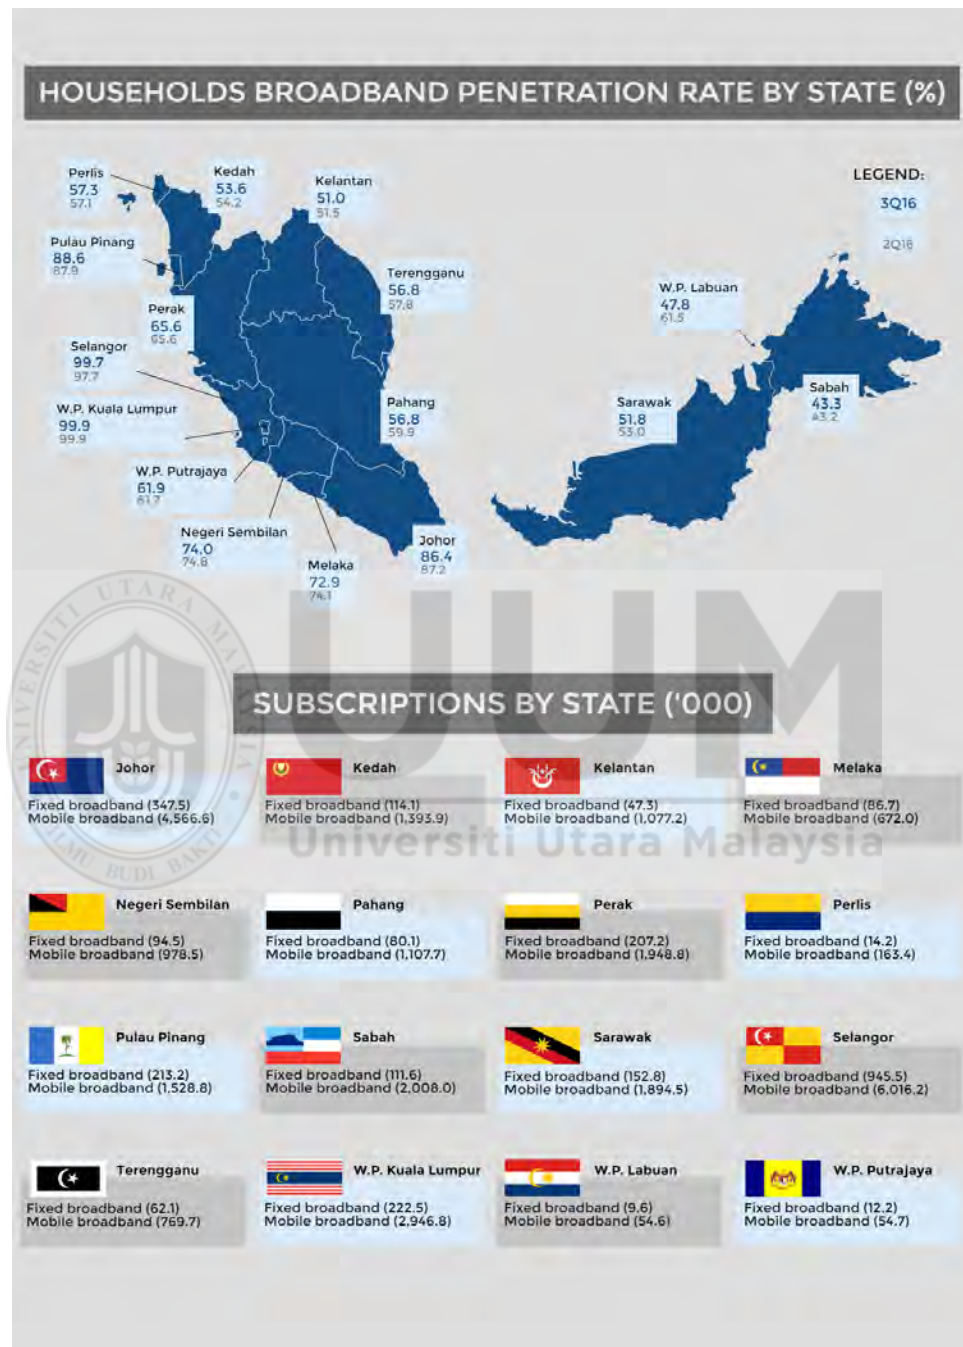 HOUSEHOLDS BROADBAND PENETRATION RATE BY STATE (%)
Perlis
57.3
57.1
Kedah
53.6
54.2
Kelantan
51.0
51.5
LEGEND:
3Q16
2Q16
Pulau Pinang
88.6
87.9
Terengganu
56.8
57.8
W.P. Labuan
47.8
61.5
Perak
65.6
65.6
Selangor
99.7
97.7
Sabah
43.3
43.2
Pahang
56.8
59.9
Sarawak
51.8
53.0
W.P. Kuala Lumpur
99.9
99.9
W.P. Putrajaya
61.9
61.7
Negeri Sembilan
74.0
74.8
Melaka
72.9
74.1
Johor
86.4
87.2
UNIVERSITI UTARA MALAYSIA
ILMU BUDI BAKTI
UUM
Universiti Utara Malaysia
SUBSCRIPTIONS BY STATE ('000)
Johor
Fixed broadband (347.5)
Mobile broadband (4,566.6)
Kedah
Fixed broadband (114.1)
Mobile broadband (1,393.9)
Kelantan
Fixed broadband (47.3)
Mobile broadband (1,077.2)
Melaka
Fixed broadband (86.7)
Mobile broadband (672.0)
Negeri Sembilan
Fixed broadband (94.5)
Mobile broadband (978.5)
Pahang
Fixed broadband (80.1)
Mobile broadband (1,107.7)
Perak
Fixed broadband (207.2)
Mobile broadband (1,948.8)
Perlis
Fixed broadband (14.2)
Mobile broadband (163.4)
Pulau Pinang
Fixed broadband (213.2)
Mobile broadband (1,528.8)
Sabah
Fixed broadband (111.6)
Mobile broadband (2,008.0)
Sarawak
Fixed broadband (152.8)
Mobile broadband (1,894.5)
Selangor
Fixed broadband (945.5)
Mobile broadband (6,016.2)
Terengganu
Fixed broadband (62.1)
Mobile broadband (769.7)
W.P. Kuala Lumpur
Fixed broadband (222.5)
Mobile broadband (2,946.8)
W.P. Labuan
Fixed broadband (9.6)
Mobile broadband (54.6)
W.P. Putrajaya
Fixed broadband (12.2)
Mobile broadband (54.7)